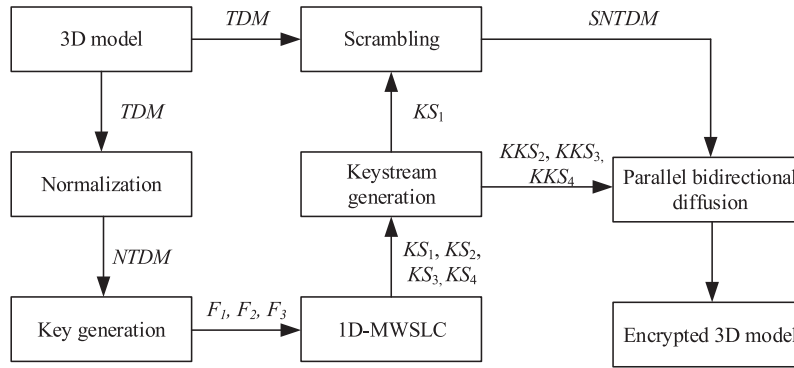 3D model
TDM
Scrambling
SNTDM
TDM
KS1
Normalization
Keystream
generation
KKS2, KKS3,
KKS4
Parallel bidirectional
diffusion
NTDM
KS1, KS2,
KS3, KS4
Key generation
F1, F2, F3
1D-MWSLC
Encrypted 3D model